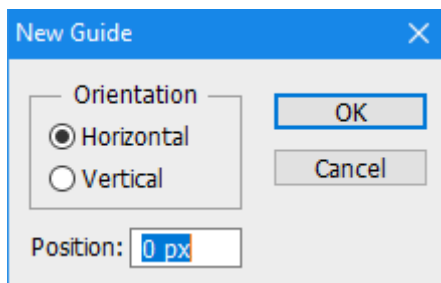 New Guide
Orientation
Horizontal
Vertical
OK
Cancel
Position: 0 px